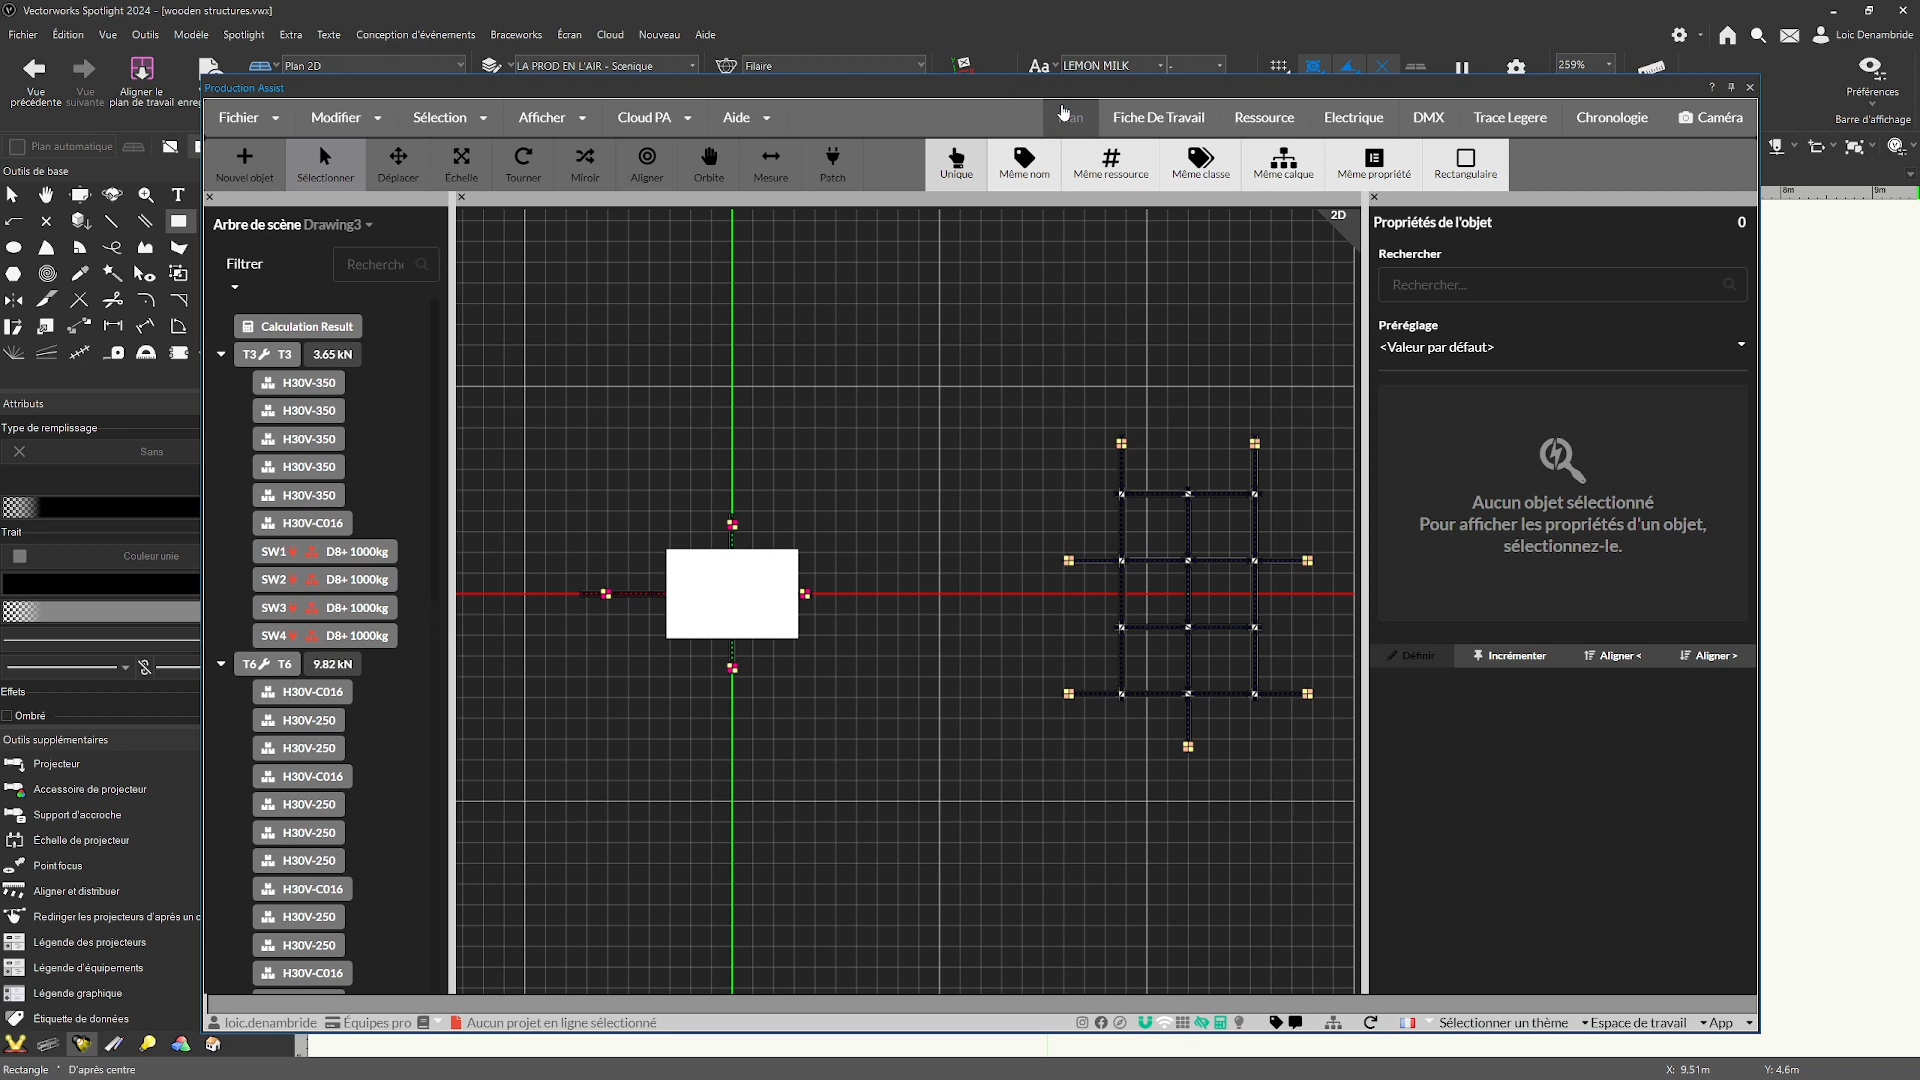 Vectorworks Spotlight 2024 - [wooden structures.vwx]
Fichier Édition Vue Outils Modèle Spotlight Extra Texte Conception d'événements Braceworks Écran Cloud Nouveau Aide
Loic Denambride
Vue précédente
Vue suivante
Aligner le plan de travail
enreg
Plan 2D
LA PROD EN L'AIR - Scenique
Filaire
Aa
LEMON MILK
-
259%
Préférences
Barre d'affichage
Production Assist
?
Fichier Modifier Sélection Afficher Cloud PA Aide
Fiche De Travail Ressource Electrique DMX Trace Legere Chronologie Caméra
Plan automatique
Nouvel objet Sélectionner Déplacer Échelle Tourner Miroir Aligner Orbite Mesure Patch
Unique Même nom Même ressource Même classe Même calque Même propriété Rectangulaire
8m
9m
Outils de base
Arbre de scène Drawing3
Filtrer
Calculation Result
T3 T3 3.65 kN
H30V-350
H30V-350
H30V-350
H30V-350
H30V-350
H30V-C016
SW1 D8+ 1000kg
SW2 D8+ 1000kg
SW3 D8+ 1000kg
SW4 D8+ 1000kg
T6 T6 9.82 kN
H30V-C016
H30V-250
H30V-250
H30V-C016
H30V-250
H30V-250
H30V-250
H30V-C016
H30V-250
H30V-250
H30V-C016
2D
Propriétés de l'objet 0
Rechercher
Rechercher...
Préréglage
<Valeur par défaut>
Aucun objet sélectionné
Pour afficher les propriétés d'un objet,
sélectionnez-le.
Définir Incrémenter Aligner < Aligner >
Attributs
Type de remplissage
Sans
Trait
Couleur unie
Effets
Ombré
Outils supplémentaires
Projecteur
Accessoire de projecteur
Support d'accroche
Échelle de projecteur
Point focus
Aligner et distribuer
Rediriger les projecteurs d'après un c
Légende des projecteurs
Légende d'équipements
Légende graphique
Étiquette de données
loic.denambride Équipes pro Aucun projet en ligne sélectionné
Sélectionner un thème Espace de travail App
Rectangle D'après centre
X: 9.51m Y: 4.6m